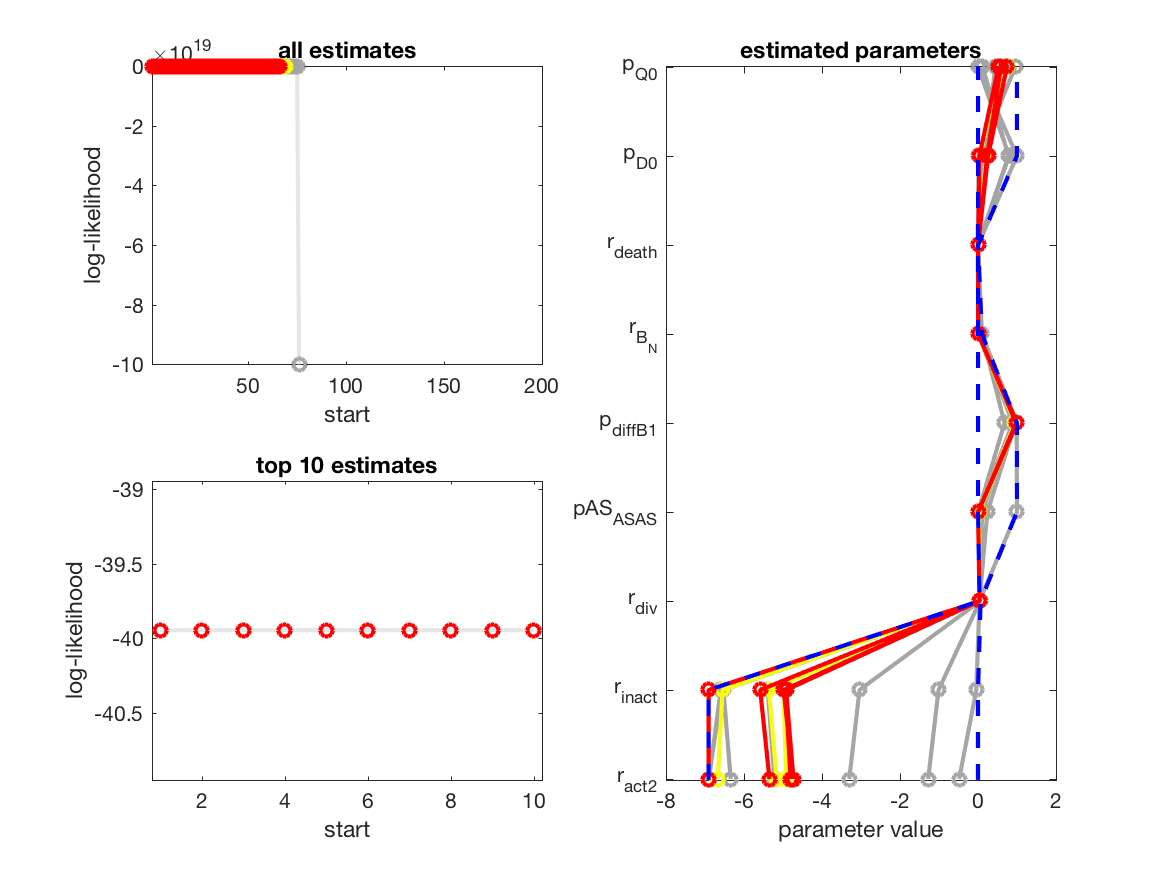 all estimates
×10^19
0
-2
-4
-6
-8
-10
50 100 150 200
start
log-likelihood
top 10 estimates
-39
-39.5
-40
-40.5
2 4 6 8 10
start
log-likelihood
estimated parameters
p_Q0
p_D0
r_death
r_B_N
p_diffB1
pAS_ASAS
r_div
r_inact
r_act2
-8 -6 -4 -2 0 2
parameter value